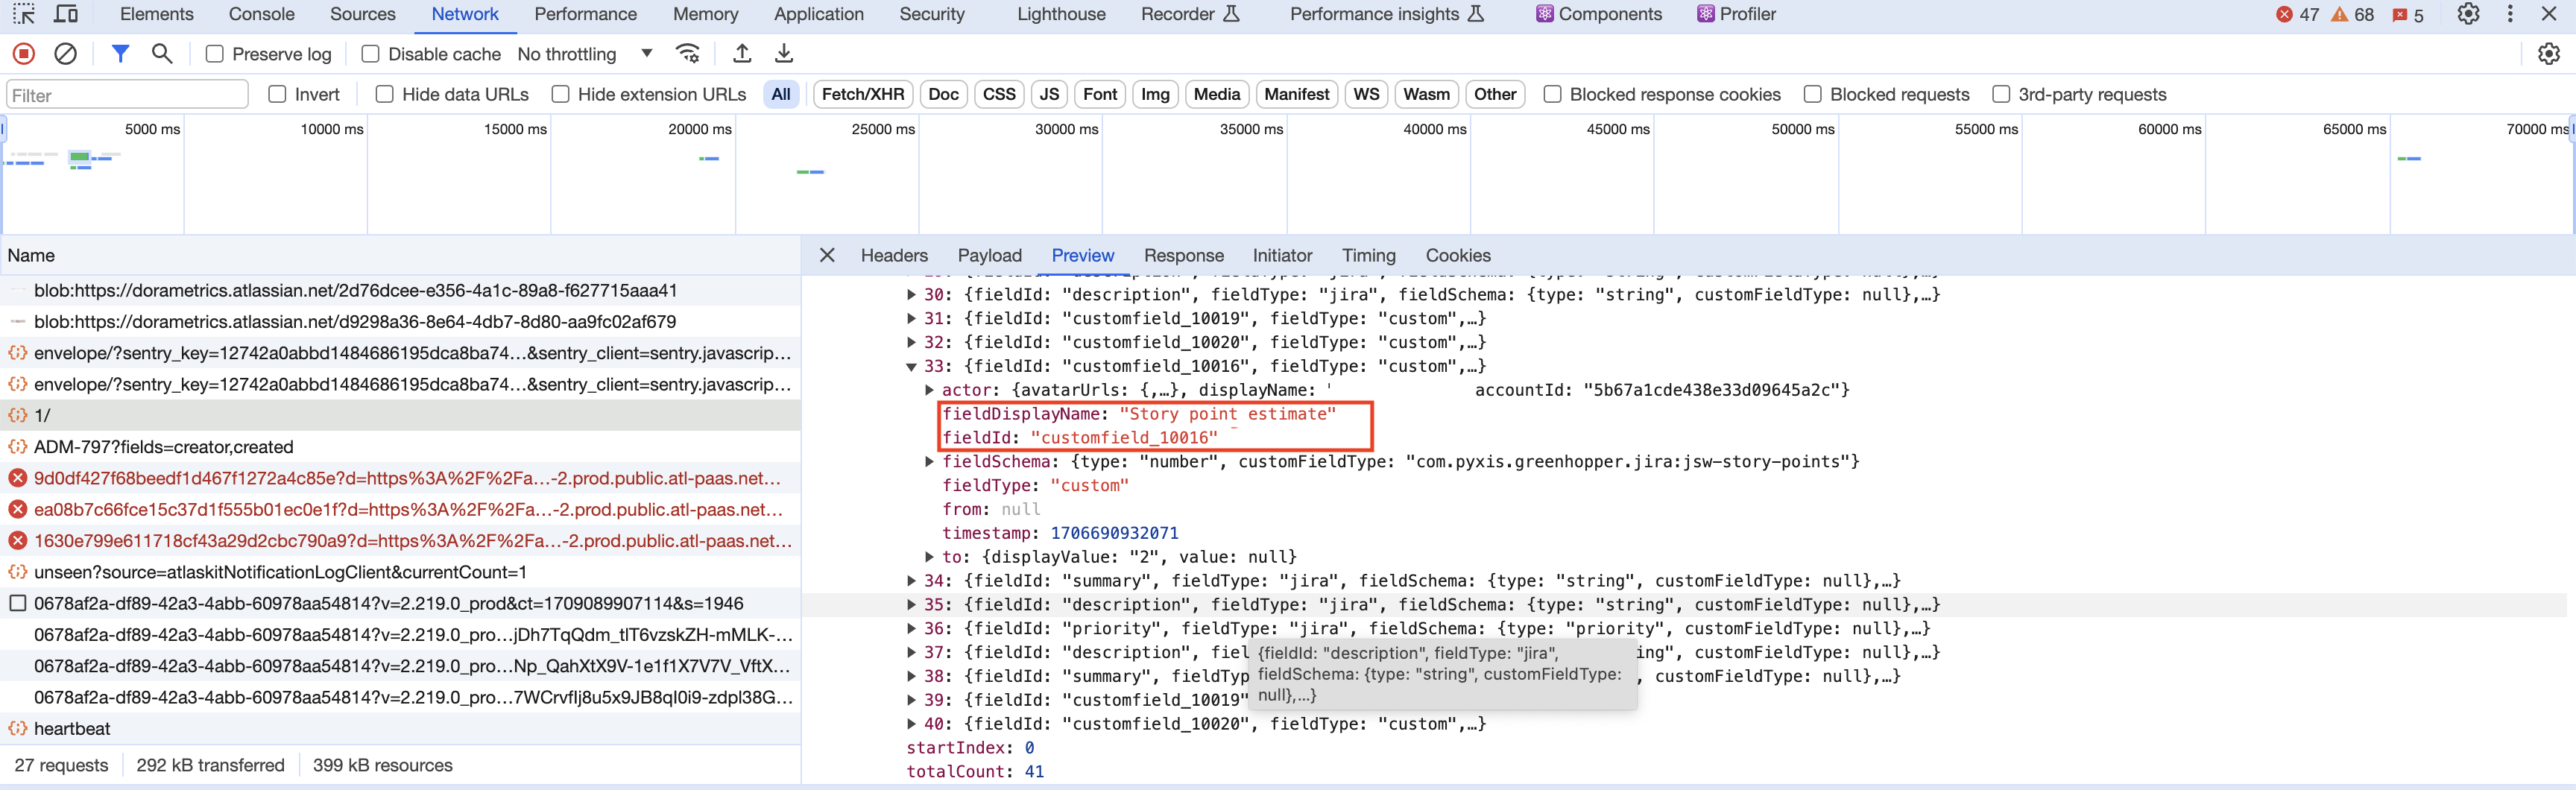 Elements Console Sources Network Performance Memory Application Security Lighthouse Recorder Performance insights Components Profiler 47 68 5
Preserve log Disable cache No throttling
Filter Invert Hide data URLs Hide extension URLs All Fetch/XHR Doc CSS JS Font Img Media Manifest WS Wasm Other Blocked response cookies Blocked requests 3rd-party requests
5000 ms 10000 ms 15000 ms 20000 ms 25000 ms 30000 ms 35000 ms 40000 ms 45000 ms 50000 ms 55000 ms 60000 ms 65000 ms 70000 ms
Name
blob:https://dorametrics.atlassian.net/2d76dcee-e356-4a1c-89a8-f627715aaa41
blob:https://dorametrics.atlassian.net/d9298a36-8e64-4db7-8d80-aa9fc02af679
envelope/?sentry_key=12742a0abbd1484686195dca8ba74…&sentry_client=sentry.javascrip…
envelope/?sentry_key=12742a0abbd1484686195dca8ba74…&sentry_client=sentry.javascrip…
1/
ADM-797?fields=creator,created
9d0df427f68beedf1d467f1272a4c85e?d=https%3A%2F%2Fa…-2.prod.public.atl-paas.net…
ea08b7c66fce15c37d1f555b01ec0e1f?d=https%3A%2F%2Fa…-2.prod.public.atl-paas.net…
1630e799e611718cf43a29d2cbc790a9?d=https%3A%2F%2Fa…-2.prod.public.atl-paas.net…
unseen?source=atlaskitNotificationLogClient&currentCount=1
0678af2a-df89-42a3-4abb-60978aa54814?v=2.219.0_prod&ct=1709089907114&s=1946
0678af2a-df89-42a3-4abb-60978aa54814?v=2.219.0_pro…jDh7TqQdm_tlT6vzskZH-mMLK-…
0678af2a-df89-42a3-4abb-60978aa54814?v=2.219.0_pro…Np_QahXtX9V-1e1f1X7V7V_VftX…
0678af2a-df89-42a3-4abb-60978aa54814?v=2.219.0_pro…7WCrvfIj8u5x9JB8qI0i9-zdpl38G…
heartbeat
27 requests 292 kB transferred 399 kB resources
Headers Payload Preview Response Initiator Timing Cookies
30: {fieldId: "description", fieldType: "jira", fieldSchema: {type: "string", customFieldType: null},…}
31: {fieldId: "customfield_10019", fieldType: "custom",…}
32: {fieldId: "customfield_10020", fieldType: "custom",…}
33: {fieldId: "customfield_10016", fieldType: "custom",…}
actor: {avatarUrls: {,…}, displayName: ' accountId: "5b67a1cde438e33d09645a2c"}
fieldDisplayName: "Story point estimate"
fieldId: "customfield_10016"
fieldSchema: {type: "number", customFieldType: "com.pyxis.greenhopper.jira:jsw-story-points"}
fieldType: "custom"
from: null
timestamp: 1706690932071
to: {displayValue: "2", value: null}
34: {fieldId: "summary", fieldType: "jira", fieldSchema: {type: "string", customFieldType: null},…}
35: {fieldId: "description", fieldType: "jira", fieldSchema: {type: "string", customFieldType: null},…}
36: {fieldId: "priority", fieldType: "jira", fieldSchema: {type: "priority", customFieldType: null},…}
37: {fieldId: "description", fiel ing", customFieldType: null},…}
38: {fieldId: "summary", fieldTyp , customFieldType: null},…}
39: {fieldId: "customfield_10019"
40: {fieldId: "customfield_10020", fieldType: "custom",…}
{fieldId: "description", fieldType: "jira",
fieldSchema: {type: "string", customFieldType:
null},…}
startIndex: 0
totalCount: 41